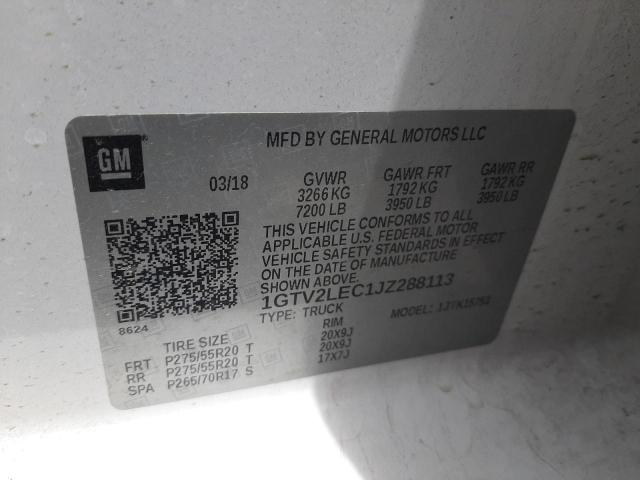 GM
MFD BY GENERAL MOTORS LLC
03/18 GVWR GAWR FRT GAWR RR
3266 KG 1792 KG 1792 KG
7200 LB 3950 LB 3950 LB
THIS VEHICLE CONFORMS TO ALL
APPLICABLE U.S. FEDERAL MOTOR
VEHICLE SAFETY STANDARDS IN EFFECT
ON THE DATE OF MANUFACTURE SHOWN ABOVE.
1GTV2LEC1JZ288113
8624
TYPE: TRUCK MODEL:
TIRE SIZE RIM
FRT P275/55R20 T 20X9J
RR P275/55R20 T 20X9J
SPA P265/70R17 S 17X7J